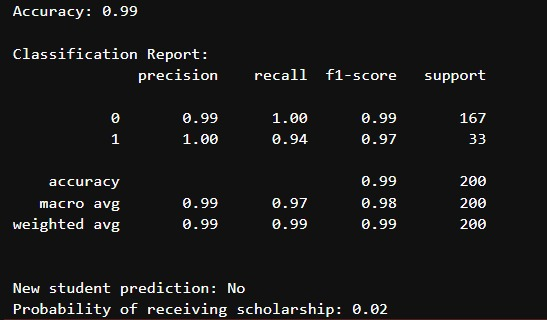 Accuracy: 0.99
Classification Report:
precision recall f1-score support
0 0.99 1.00 0.99 167
1 1.00 0.94 0.97 33
accuracy 0.99 200
macro avg 0.99 0.97 0.98 200
weighted avg 0.99 0.99 0.99 200
New student prediction: No
Probability of receiving scholarship: 0.02